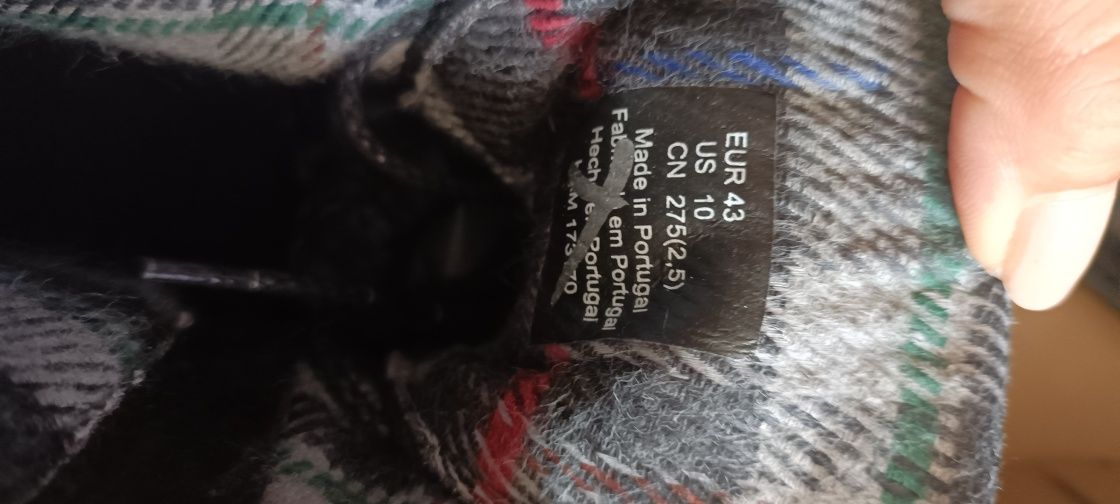 EUR 43
US 10
CN 275(2,5)
Made in Portugal
em Portugal
Portugal